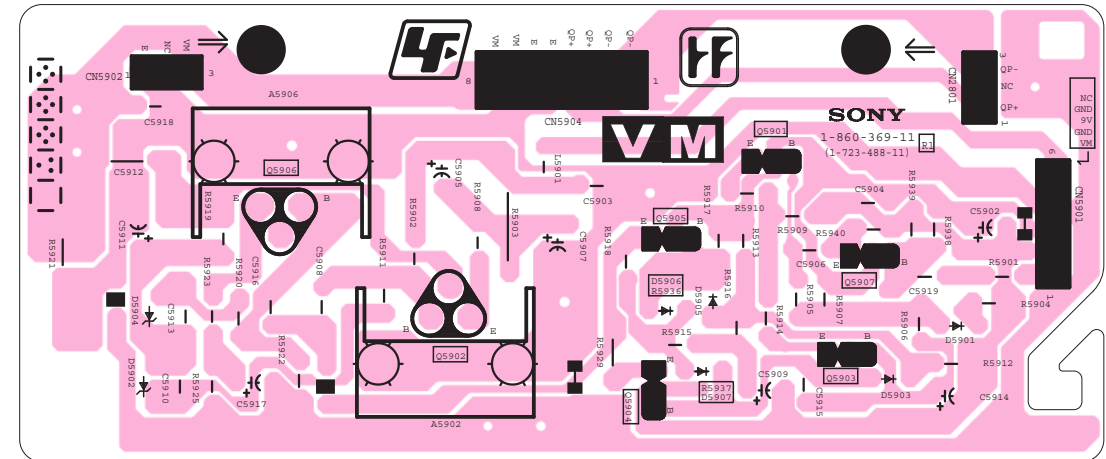 E
NC
VM
CN5902
1
3
A5906
C5918
C5912
Q5906
E
B
R5919
C5911
R5921
R5923
R5920
C5916
C5908
R5911
D5904
C5913
D5902
C5910
R5925
C5917
R5922
VM
VM
E
E
QP+
QP+
QP-
QP-
8
1
CN5904
C5905
R5902
R5908
R5903
L5901
C5903
C5907
R5918
B
E
Q5902
A5902
R5929
VM
Q5901
E
B
R5917
Q5905
E
B
R5910
R5913
R5909
D5906
R5936
D5905
R5916
R5915
R5914
E
B
Q5904
R5937
D5907
C5909
C5915
3
QP-
NC
QP+
1
CN2801
SONY
1-860-369-11
(1-723-488-11)
R1
NC
GND
9V
GND
VM
6
CN5901
1
C5904
R5939
R5940
R5938
C5902
C5906
E
B
Q5907
C5919
R5901
R5904
R5905
R5907
R5906
D5901
E
B
Q5903
D5903
R5912
C5914